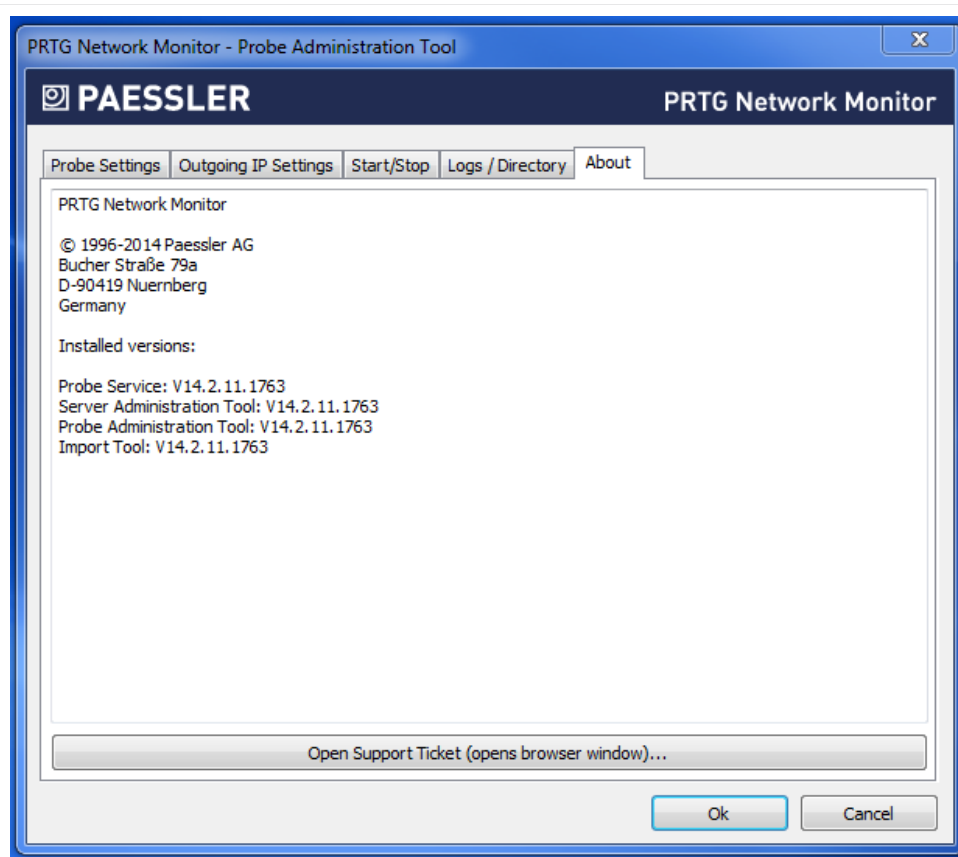 PRTG Network Monitor - Probe Administration Tool
PAESSLER
PRTG Network Monitor
Probe Settings
Outgoing IP Settings
Start/Stop
Logs / Directory
About
PRTG Network Monitor
© 1996-2014 Paessler AG
Bucher Straße 79a
D-90419 Nuernberg
Germany
Installed versions:
Probe Service: V14.2.11.1763
Server Administration Tool: V14.2.11.1763
Probe Administration Tool: V14.2.11.1763
Import Tool: V14.2.11.1763
Open Support Ticket (opens browser window)...
Ok
Cancel